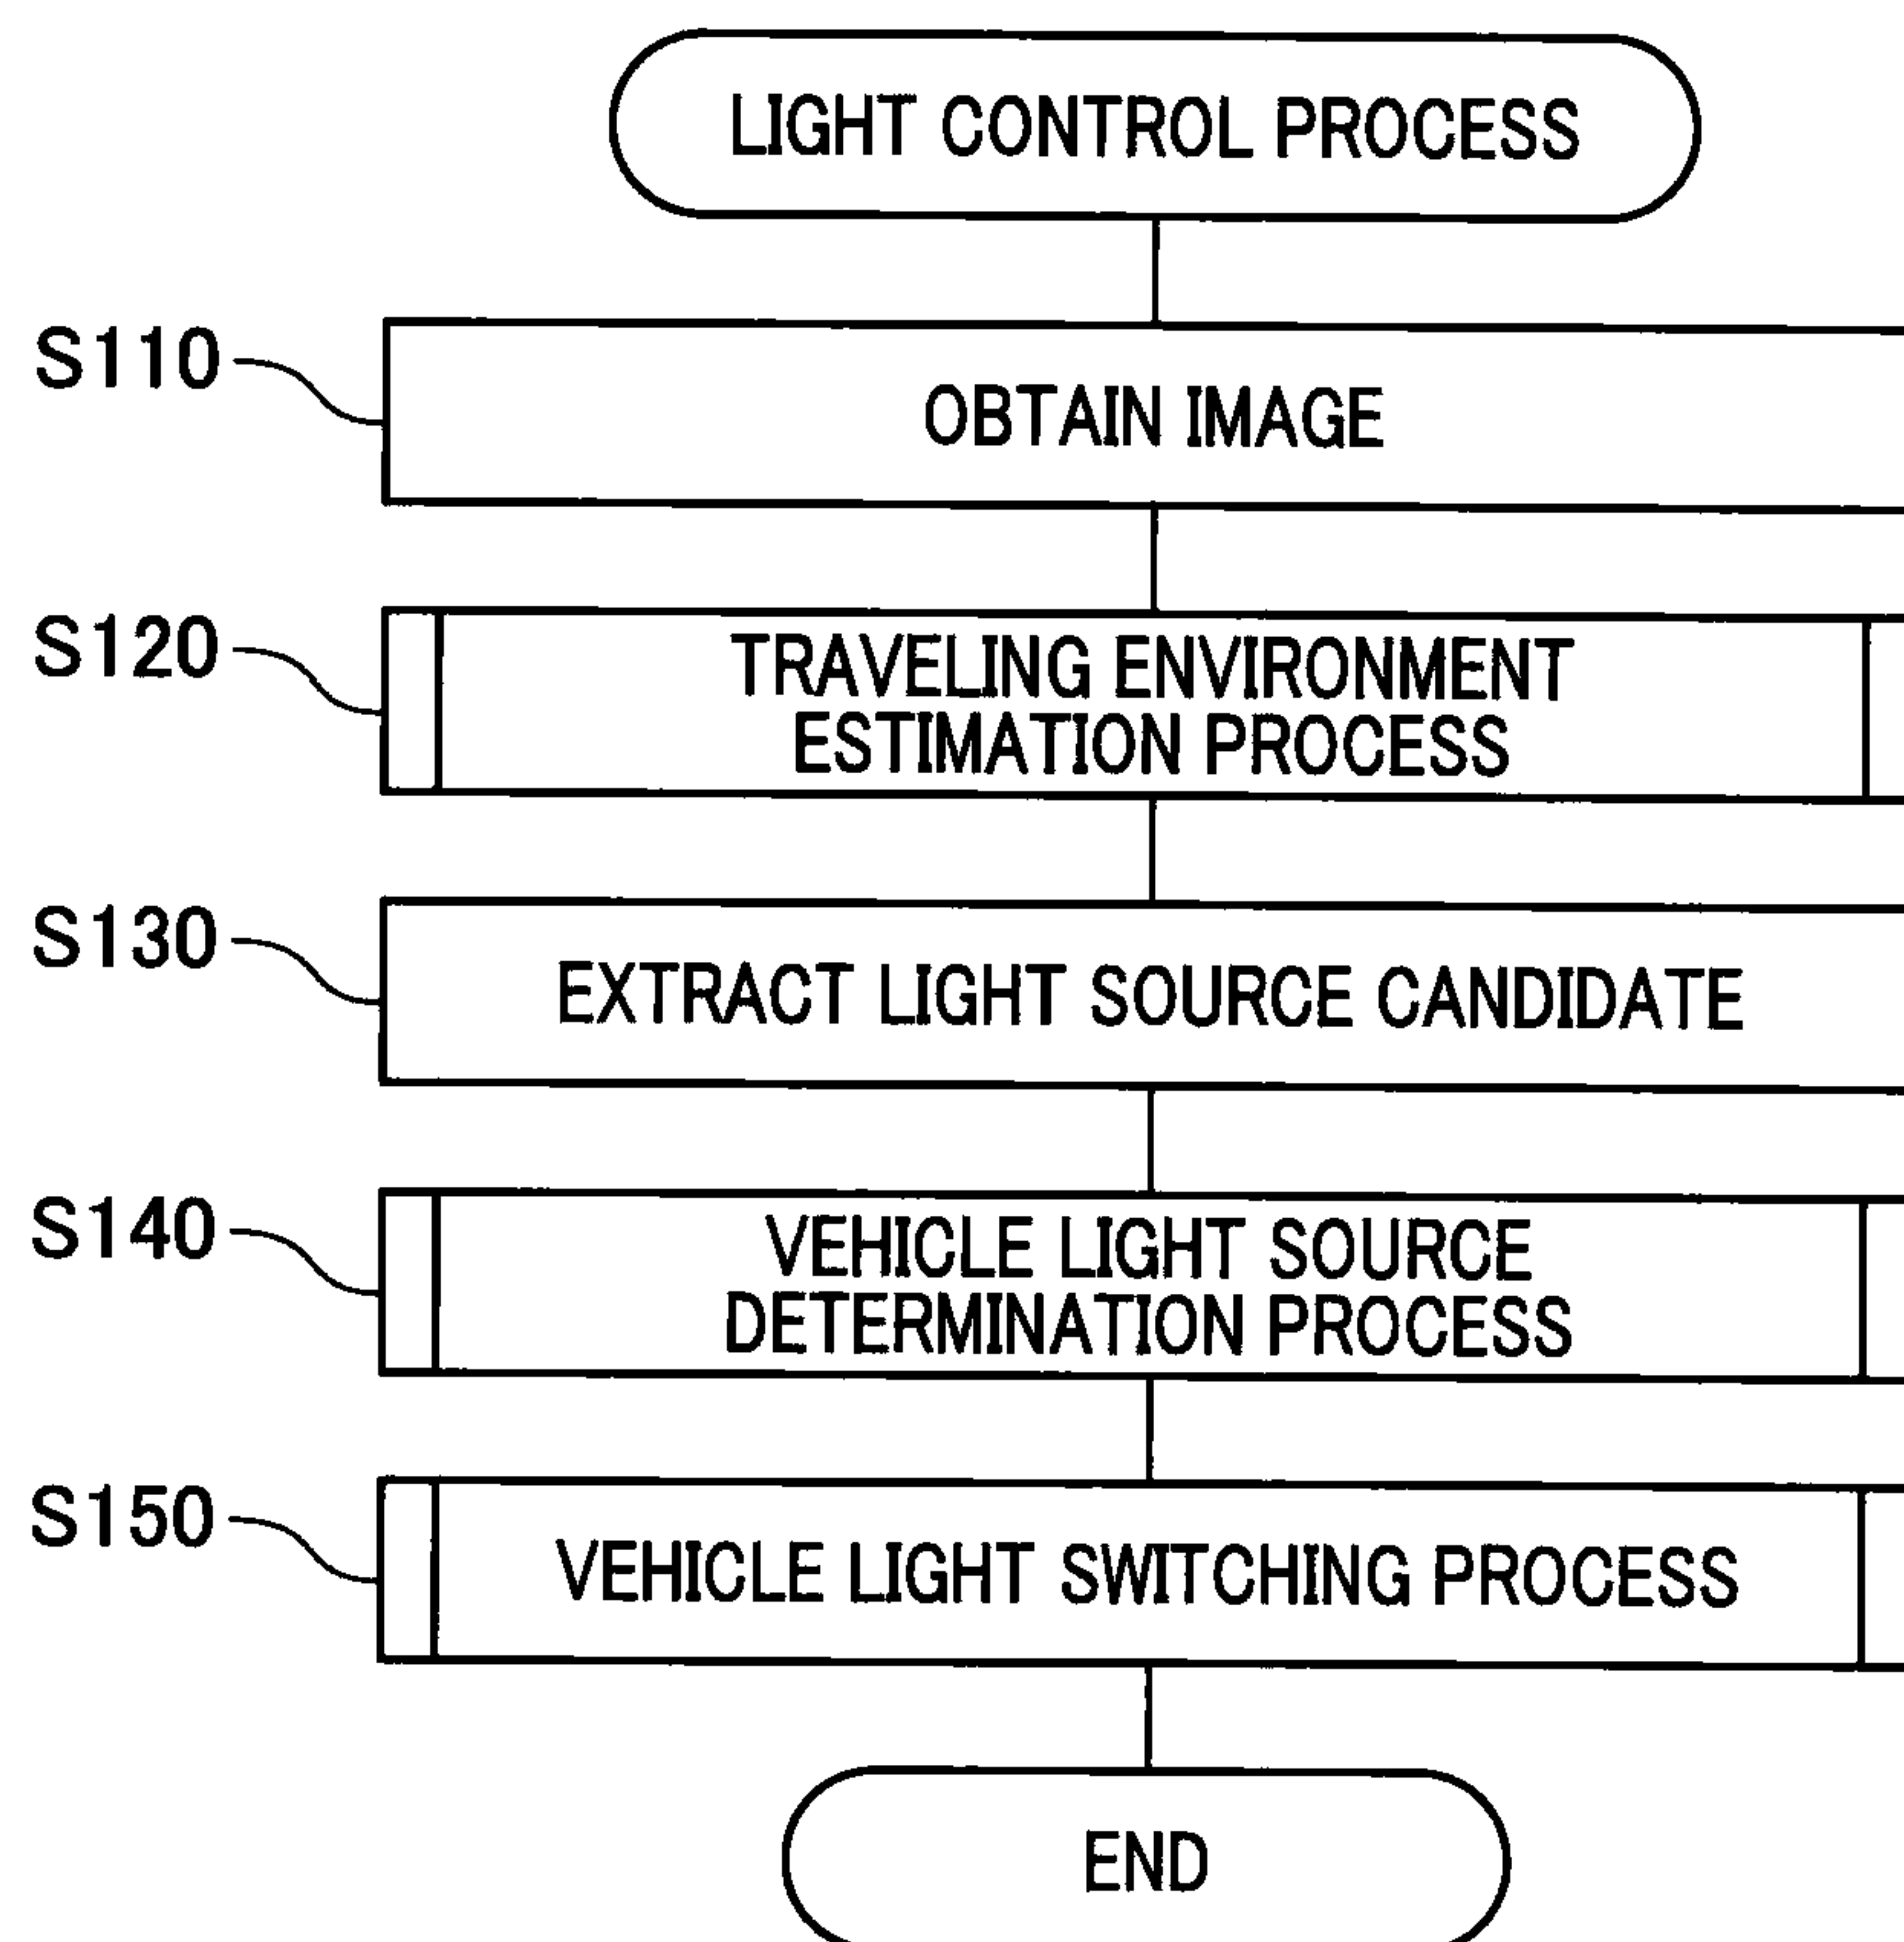 LIGHT CONTROL PROCESS
S110
OBTAIN IMAGE
S120
TRAVELING ENVIRONMENT
ESTIMATION PROCESS
S130
EXTRACT LIGHT SOURCE CANDIDATE
S140
VEHICLE LIGHT SOURCE
DETERMINATION PROCESS
S150
VEHICLE LIGHT SWITCHING PROCESS
END